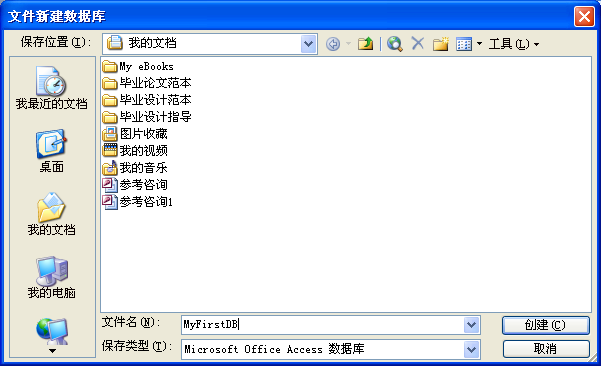 文件新建数据库
保存位置(I): 我的文档 工具(L)
My eBooks
毕业论文范本
毕业设计范本
毕业设计指导
图片收藏
我的视频
我的音乐
参考咨询
参考咨询1
我最近的文档
桌面
我的文档
我的电脑
文件名(N): MyFirstDB 创建(C)
保存类型(T): Microsoft Office Access 数据库 取消